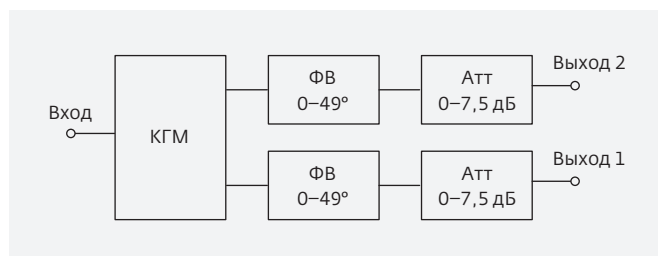 Вход
КГМ
ФВ
0–49°
Атт
0–7,5 дБ
Выход 2
ФВ
0–49°
Атт
0–7,5 дБ
Выход 1